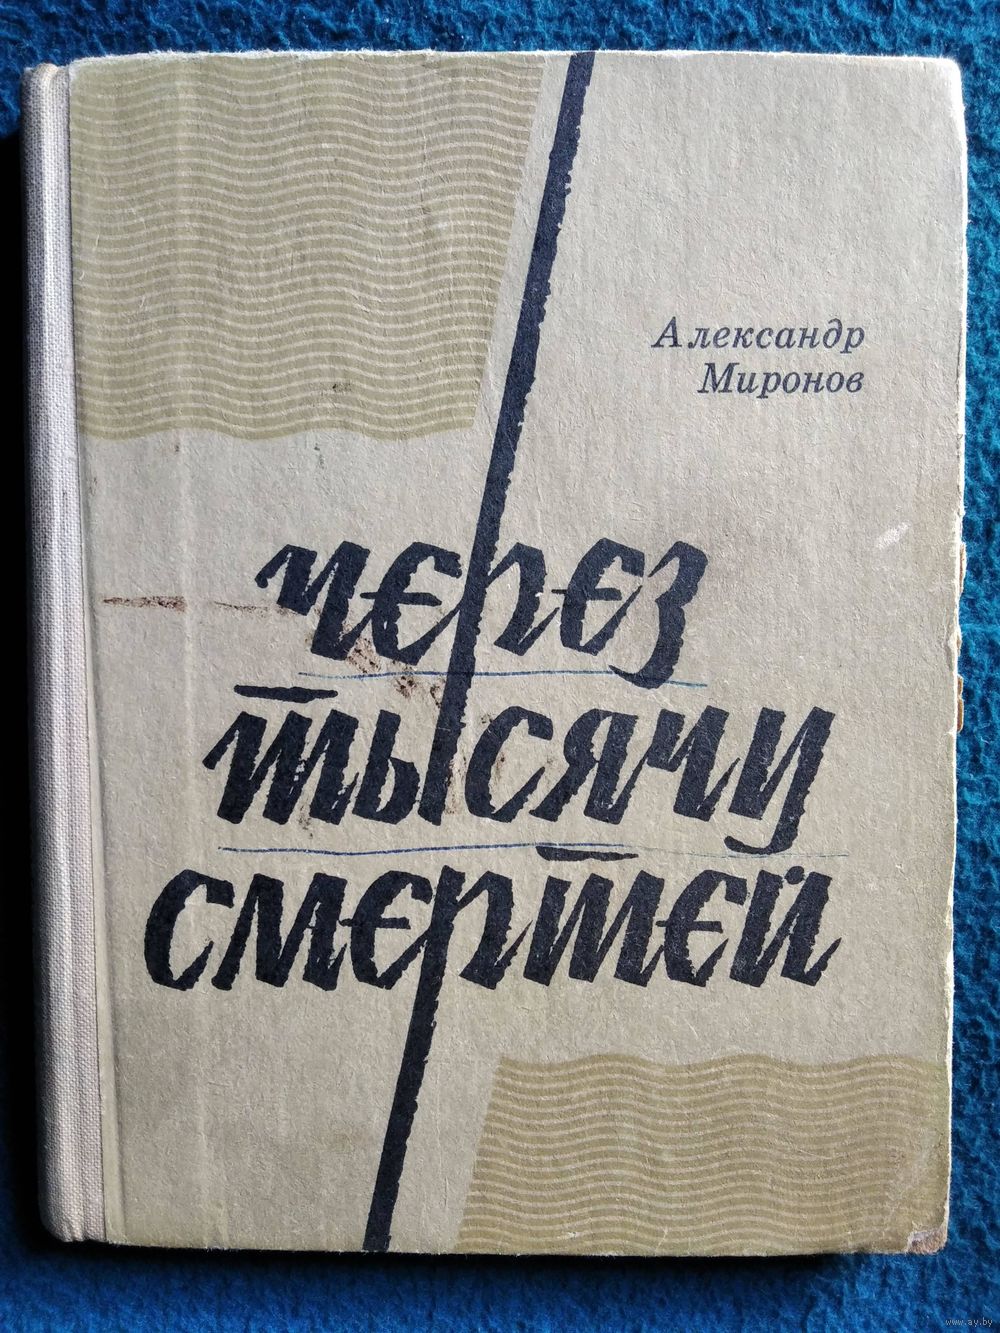 Александр
Миронов
через
тысячу
смертей
www.ay.by